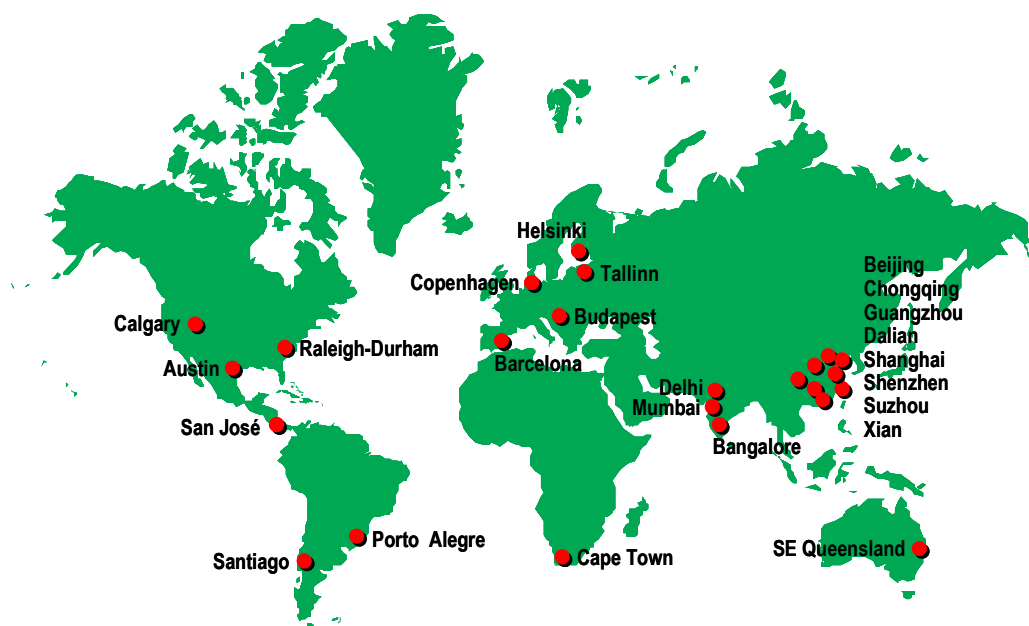 Helsinki
Copenhagen
Tallinn
Beijing
Chongqing
Guangzhou
Dalian
Shanghai
Shenzhen
Suzhou
Xian
Calgary
Budapest
Raleigh-Durham
Austin
Barcelona
Delhi
Mumbai
San José
Bangalore
Porto Alegre
Santiago
Cape Town
SE Queensland